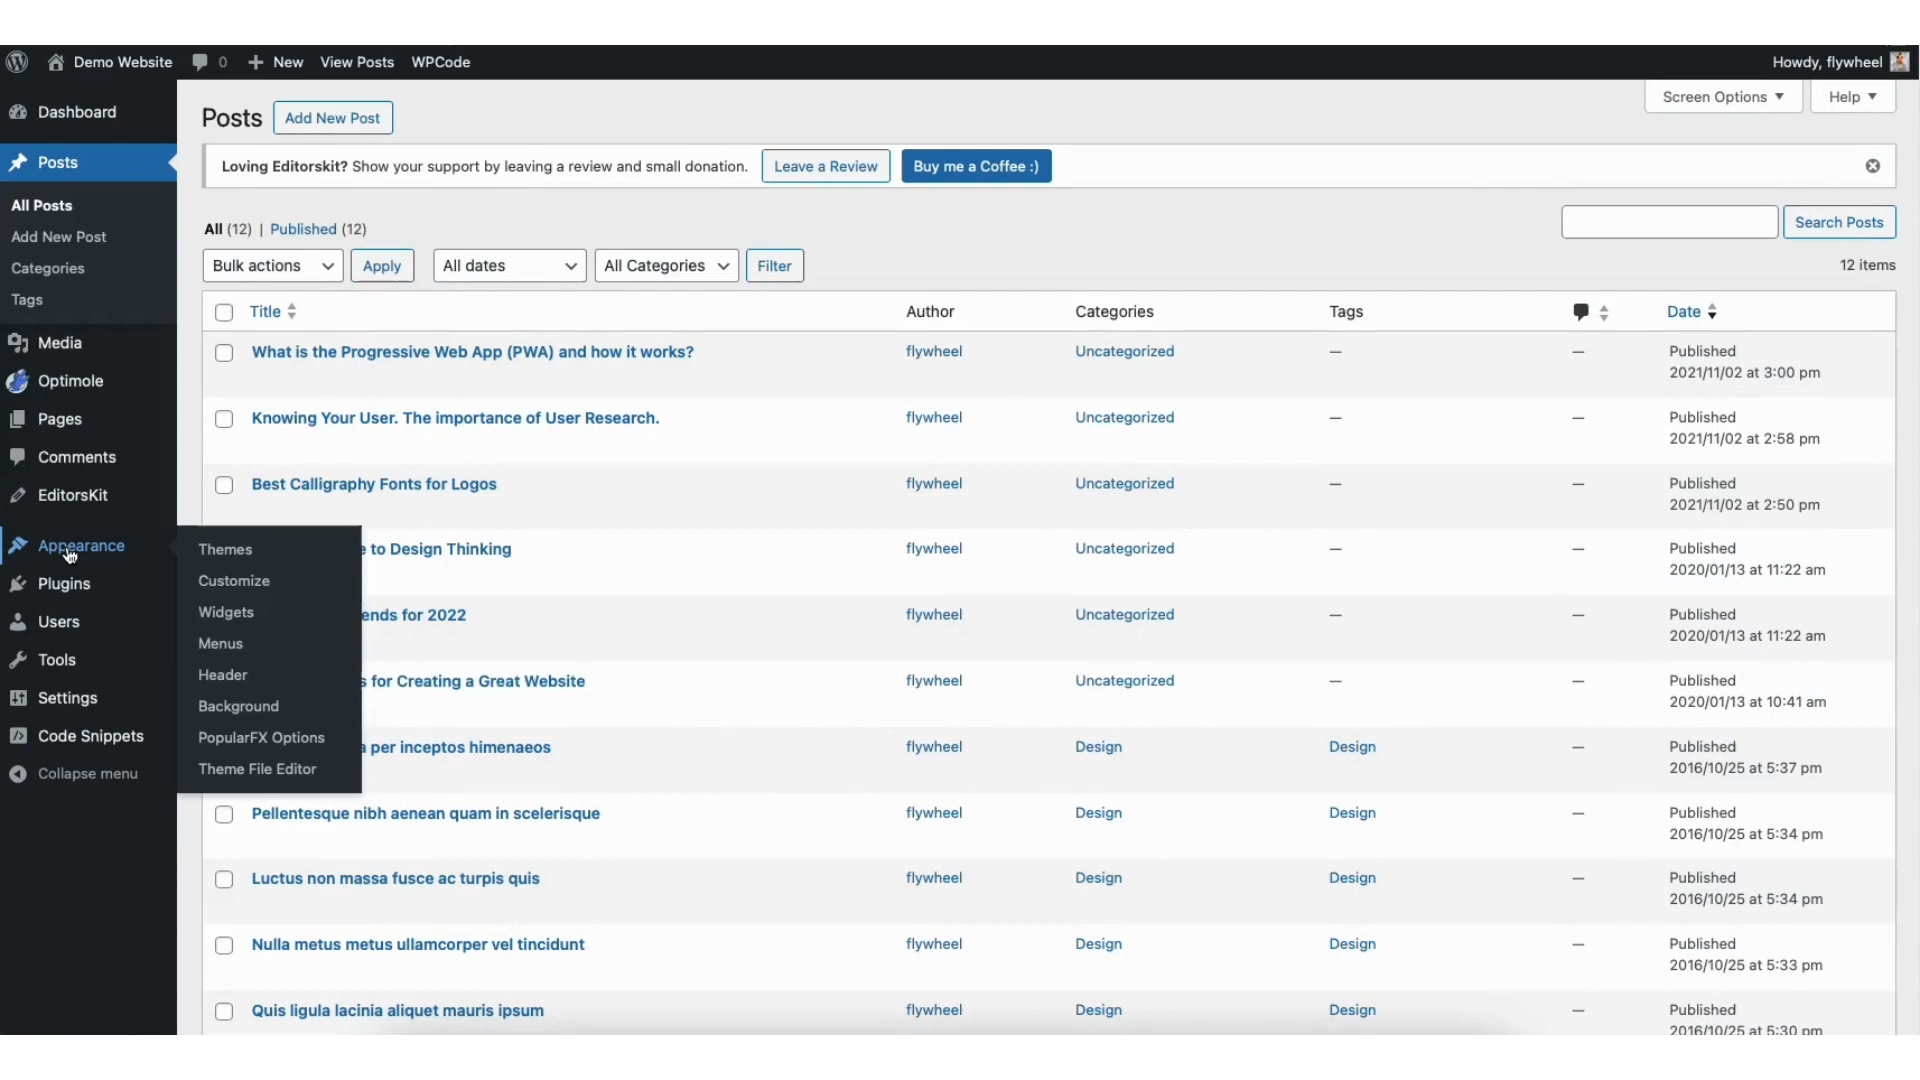 Demo Website 0 New View Posts WPCode Howdy, flywheel
Screen Options Help
Dashboard
Posts
All Posts
Add New Post
Categories
Tags
Media
Optimole
Pages
Comments
EditorsKit
Appearance
Plugins
Users
Tools
Settings
Code Snippets
Collapse menu
Themes
Customize
Widgets
Menus
Header
Background
PopularFX Options
Theme File Editor
Posts Add New Post
Loving Editorskit? Show your support by leaving a review and small donation. Leave a Review Buy me a Coffee :)
All (12) | Published (12)
Search Posts
Bulk actions Apply All dates All Categories Filter 12 items
Title Author Categories Tags Date
What is the Progressive Web App (PWA) and how it works? flywheel Uncategorized — — Published
2021/11/02 at 3:00 pm
Knowing Your User. The importance of User Research. flywheel Uncategorized — — Published
2021/11/02 at 2:58 pm
Best Calligraphy Fonts for Logos flywheel Uncategorized — — Published
2021/11/02 at 2:50 pm
to Design Thinking flywheel Uncategorized — — Published
2020/01/13 at 11:22 am
ends for 2022 flywheel Uncategorized — — Published
2020/01/13 at 11:22 am
for Creating a Great Website flywheel Uncategorized — — Published
2020/01/13 at 10:41 am
per inceptos himenaeos flywheel Design Design — Published
2016/10/25 at 5:37 pm
Pellentesque nibh aenean quam in scelerisque flywheel Design Design — Published
2016/10/25 at 5:34 pm
Luctus non massa fusce ac turpis quis flywheel Design Design — Published
2016/10/25 at 5:34 pm
Nulla metus metus ullamcorper vel tincidunt flywheel Design Design — Published
2016/10/25 at 5:33 pm
Quis ligula lacinia aliquet mauris ipsum flywheel Design Design — Published
2016/10/25 at 5:30 pm